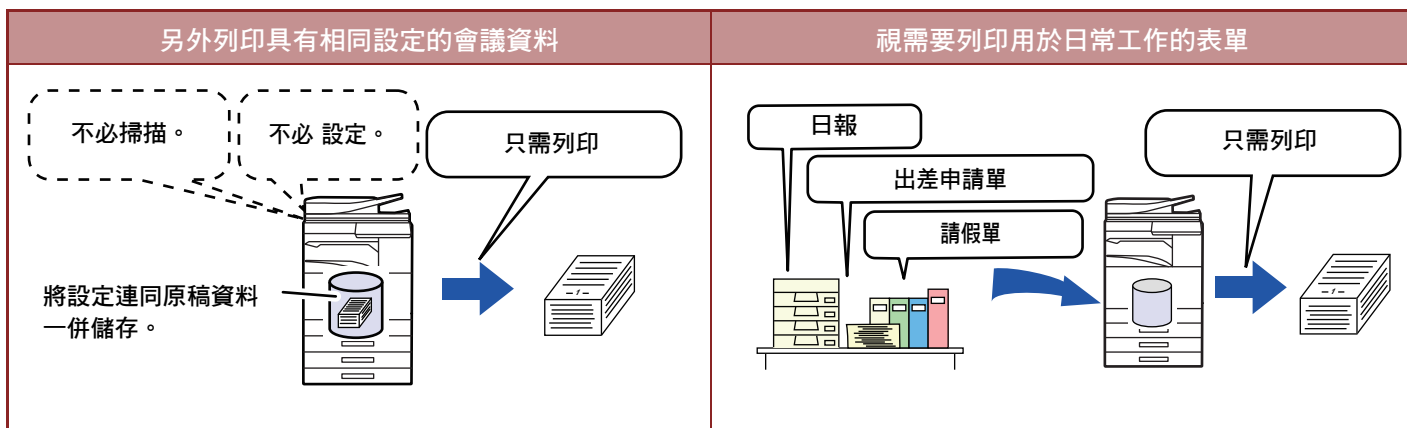 另外列印具有相同設定的會議資料
不必掃描。
不必 設定。
只需列印
將設定連同原稿資料
一併儲存。
-1-
視需要列印用於日常工作的表單
日報
出差申請單
請假單
只需列印
-1-